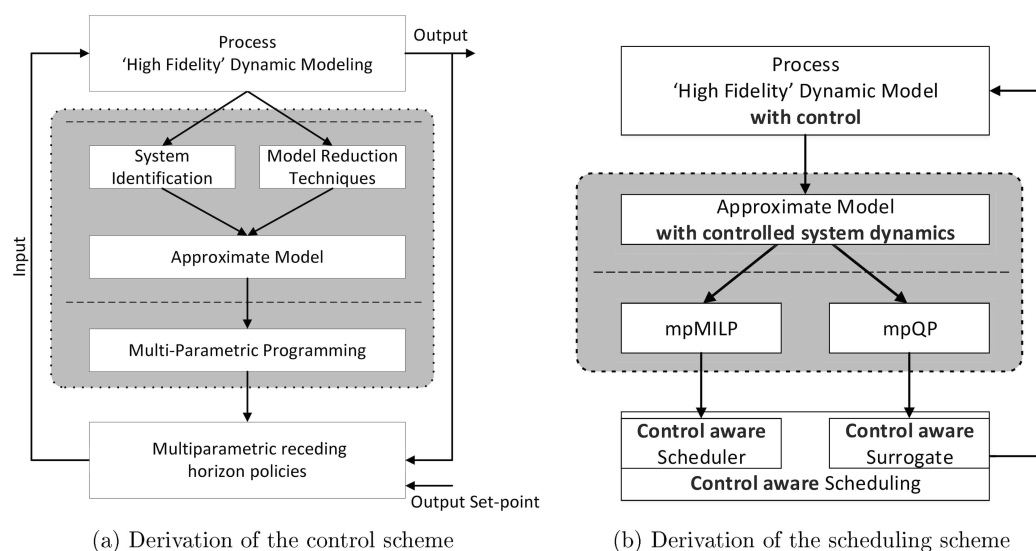 Process
‘High Fidelity’ Dynamic Modeling
Output
System
Identification
Model Reduction
Techniques
Input
Approximate Model
Multi-Parametric Programming
Multiparametric receding
horizon policies
Output Set-point
(a) Derivation of the control scheme
Process
‘High Fidelity’ Dynamic Model
with control
Approximate Model
with controlled system dynamics
mpMILP
mpQP
Control aware
Scheduler
Control aware
Surrogate
Control aware Scheduling
(b) Derivation of the scheduling scheme